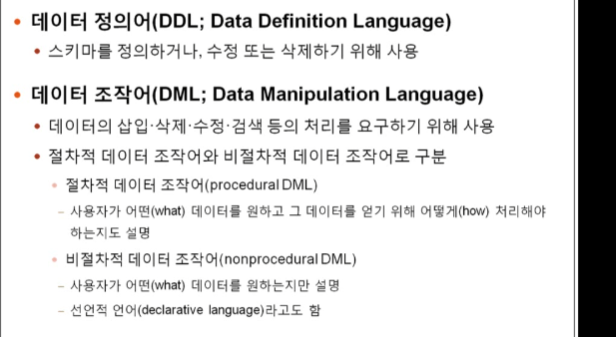 • 데이터 정의어(DDL; Data Definition Language)
• 스키마를 정의하거나, 수정 또는 삭제하기 위해 사용
• 데이터 조작어(DML; Data Manipulation Language)
• 데이터의 삽입·삭제·수정·검색 등의 처리를 요구하기 위해 사용
• 절차적 데이터 조작어와 비절차적 데이터 조작어로 구분
• 절차적 데이터 조작어(procedural DML)
– 사용자가 어떤(what) 데이터를 원하고 그 데이터를 얻기 위해 어떻게(how) 처리해야
하는지도 설명
• 비절차적 데이터 조작어(nonprocedural DML)
– 사용자가 어떤(what) 데이터를 원하는지만 설명
– 선언적 언어(declarative language)라고도 함